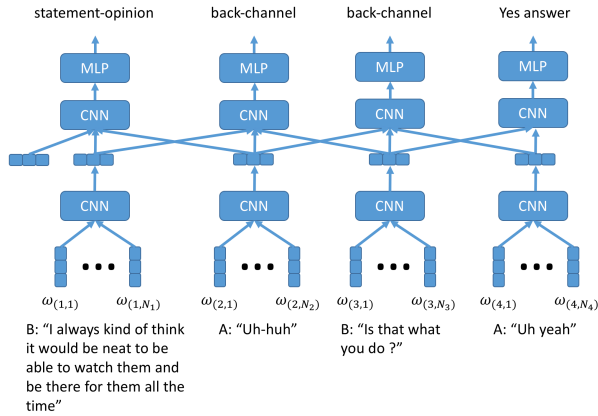 statement-opinion back-channel back-channel Yes answer
MLP MLP MLP MLP
CNN CNN CNN CNN
CNN CNN CNN CNN
ω(1,1) ω(1,N₁) ω(2,1) ω(2,N₂) ω(3,1) ω(3,N₃) ω(4,1) ω(4,N₄)
B: “I always kind of think
it would be neat to be
able to watch them and
be there for them all the
time”
A: “Uh-huh”
B: “Is that what
you do ?”
A: “Uh yeah”